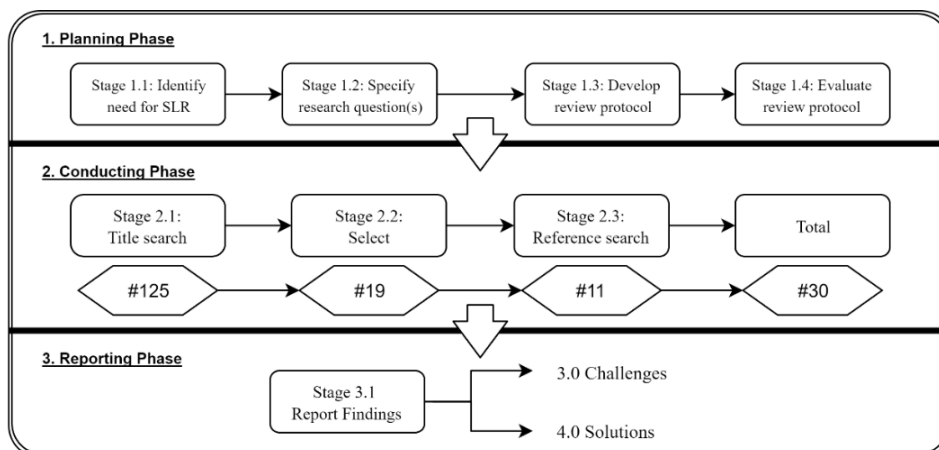 1. Planning Phase
Stage 1.1: Identify
need for SLR
Stage 1.2: Specify
research question(s)
Stage 1.3: Develop
review protocol
Stage 1.4: Evaluate
review protocol
2. Conducting Phase
Stage 2.1:
Title search
Stage 2.2:
Select
Stage 2.3:
Reference search
Total
#125
#19
#11
#30
3. Reporting Phase
Stage 3.1
Report Findings
3.0 Challenges
4.0 Solutions